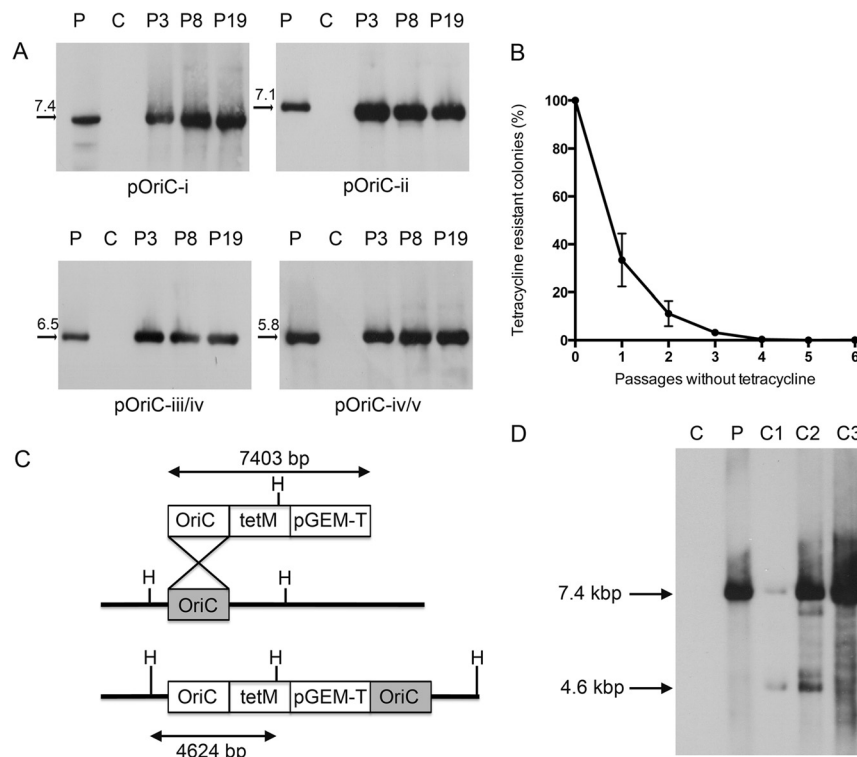 A
P C P3 P8 P19
7.4
pOriC-i
P C P3 P8 P19
7.1
pOriC-ii
P C P3 P8 P19
6.5
pOriC-iii/iv
P C P3 P8 P19
5.8
pOriC-iv/v
B
Tetracycline resistant colonies (%)
100
80
60
40
20
0
0 1 2 3 4 5 6
Passages without tetracycline
C
7403 bp
H
OriC tetM pGEM-T
H H
OriC
H H H
OriC tetM pGEM-T OriC
4624 bp
D
C P C1 C2 C3
7.4 kbp
4.6 kbp